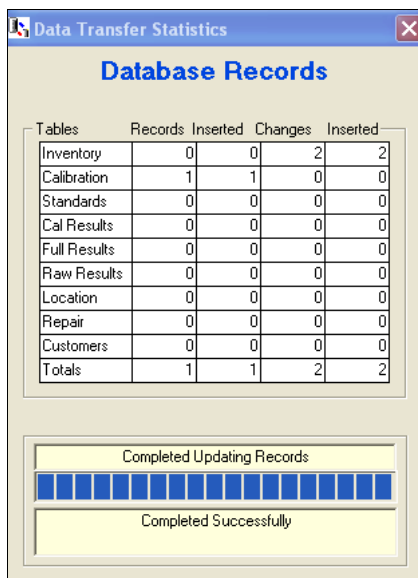 Data Transfer Statistics
Database Records
Tables Records Inserted Changes Inserted
Inventory 0 0 2 2
Calibration 1 1 0 0
Standards 0 0 0 0
Cal Results 0 0 0 0
Full Results 0 0 0 0
Raw Results 0 0 0 0
Location 0 0 0 0
Repair 0 0 0 0
Customers 0 0 0 0
Totals 1 1 2 2
Completed Updating Records
Completed Successfully